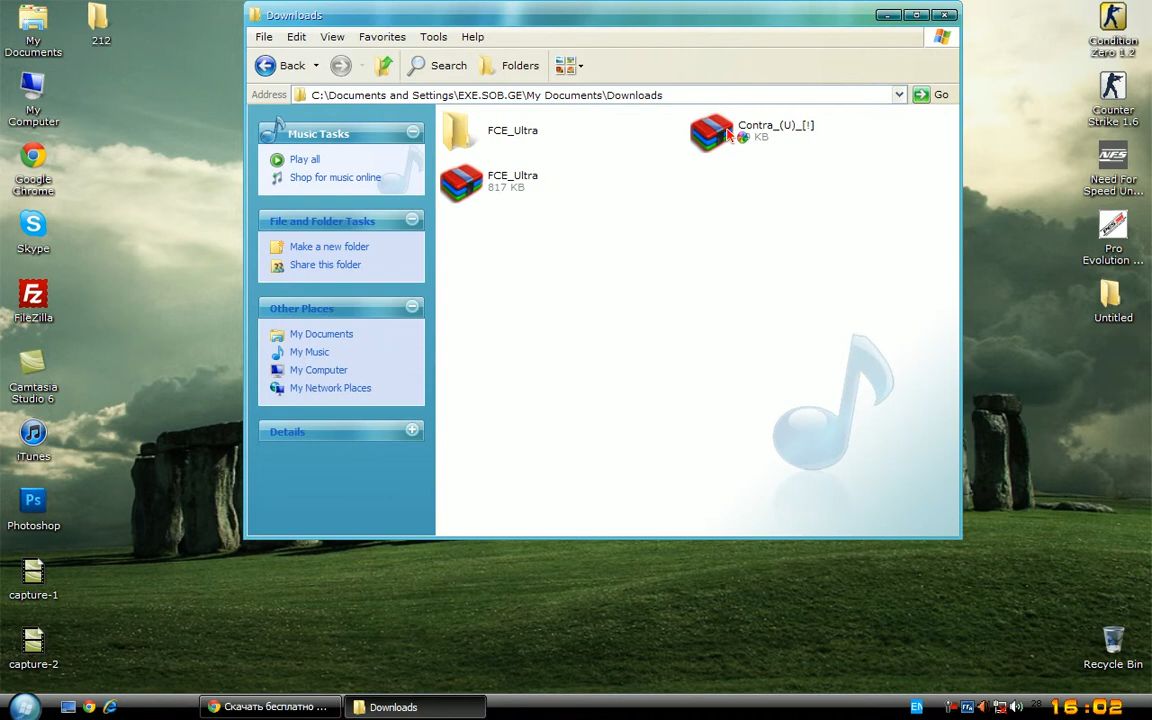 My
Documents
212
My
Computer
Google
Chrome
Skype
FileZilla
Camtasia
Studio 6
iTunes
Ps
Photoshop
capture-1
capture-2
Downloads
File Edit View Favorites Tools Help
Back Search Folders
Address C:\Documents and Settings\EXE.SOB.GE\My Documents\Downloads Go
Music Tasks
Play all
Shop for music online
File and Folder Tasks
Make a new folder
Share this folder
Other Places
My Documents
My Music
My Computer
My Network Places
Details
FCE_Ultra
FCE_Ultra
817 KB
Contra_(U)_[!]
KB
Condition
Zero 1.2
Counter
Strike 1.6
NFS
Need For
Speed Un...
PES
Pro
Evolution ...
Untitled
Recycle Bin
Скачать бесплатно ...
Downloads
EN
28
16:02